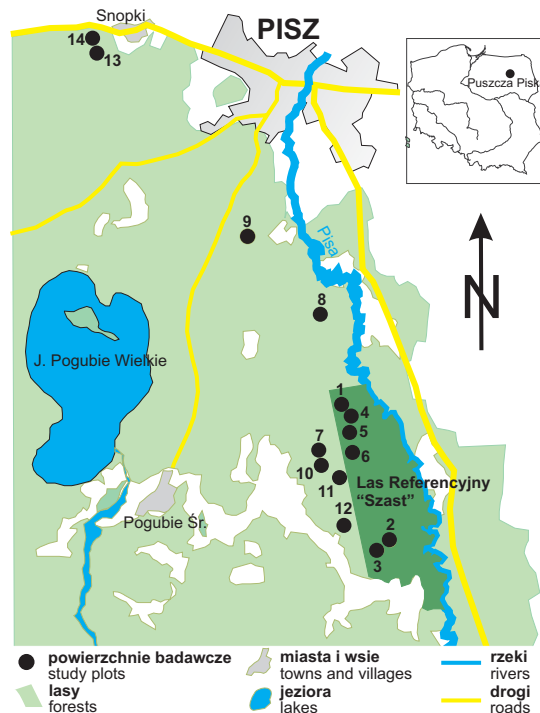 Snopki
PISZ
14
13
Puszcza Pisk
9
Pisa
8
N
J. Pogubie Wielkie
1
4
5
7
6
10
11
Las Referencyjny
"Szast"
12
2
3
Pogubie Śr.
powierzchnie badawcze
study plots
miasta i wsie
towns and villages
rzeki
rivers
lasy
forests
jeziora
lakes
drogi
roads